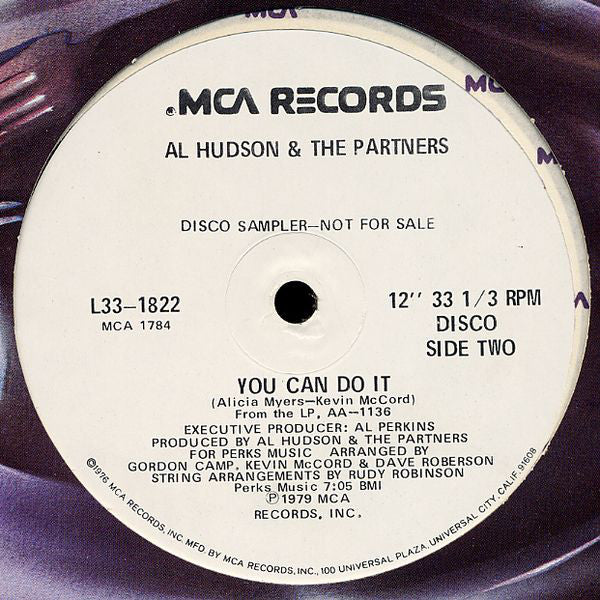 MCA
MCA RECORDS
AL HUDSON & THE PARTNERS
DISCO SAMPLER—NOT FOR SALE
L33—1822
MCA 1784
12'' 33 1/3 RPM
DISCO
SIDE TWO
YOU CAN DO IT
(Alicia Myers—Kevin McCord)
From the LP, AA—1136
EXECUTIVE PRODUCER: AL PERKINS
PRODUCED BY AL HUDSON & THE PARTNERS
FOR PERKS MUSIC ARRANGED BY
GORDON CAMP, KEVIN McCORD & DAVE ROBERSON
STRING ARRANGEMENTS BY RUDY ROBINSON
Perks Music 7:05 BMI
Ⓟ1979 MCA
RECORDS, INC.
©1976 MCA RECORDS, INC. MFD. BY MCA RECORDS, INC., 100 UNIVERSAL PLAZA, UNIVERSAL CITY, CALIF. 91608